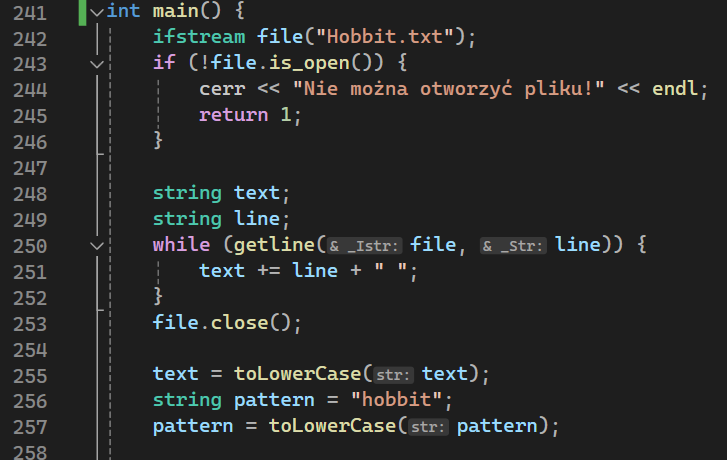 241 int main() {
242 ifstream file("Hobbit.txt");
243 if (!file.is_open()) {
244 cerr << "Nie można otworzyć pliku!" << endl;
245 return 1;
246 }
247
248 string text;
249 string line;
250 while (getline(& _Istr: file, & _Str: line)) {
251 text += line + " ";
252 }
253 file.close();
254
255 text = toLowerCase(str: text);
256 string pattern = "hobbit";
257 pattern = toLowerCase(str: pattern);
258